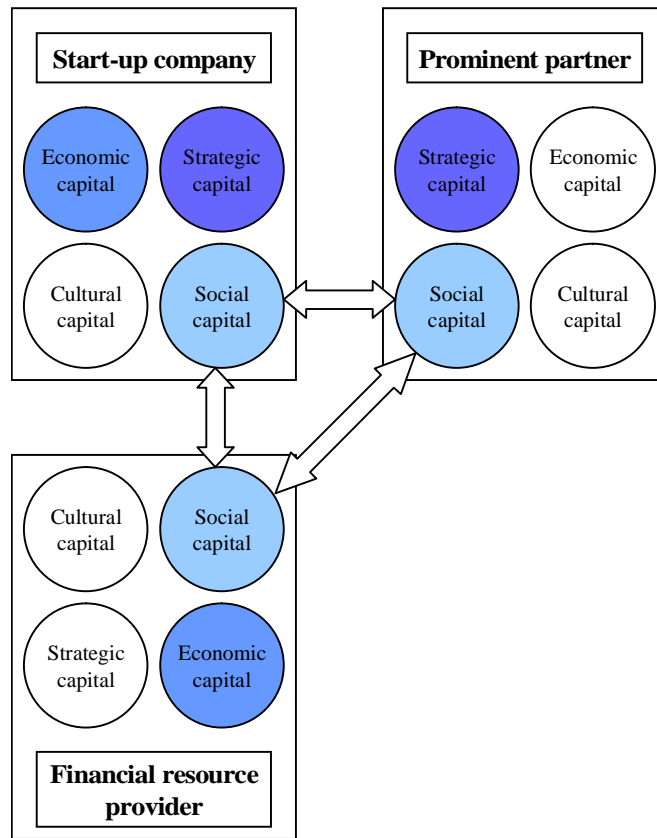 Start-up company
Economic
capital
Strategic
capital
Cultural
capital
Social
capital
Prominent partner
Strategic
capital
Economic
capital
Social
capital
Cultural
capital
Cultural
capital
Social
capital
Strategic
capital
Economic
capital
Financial resource
provider